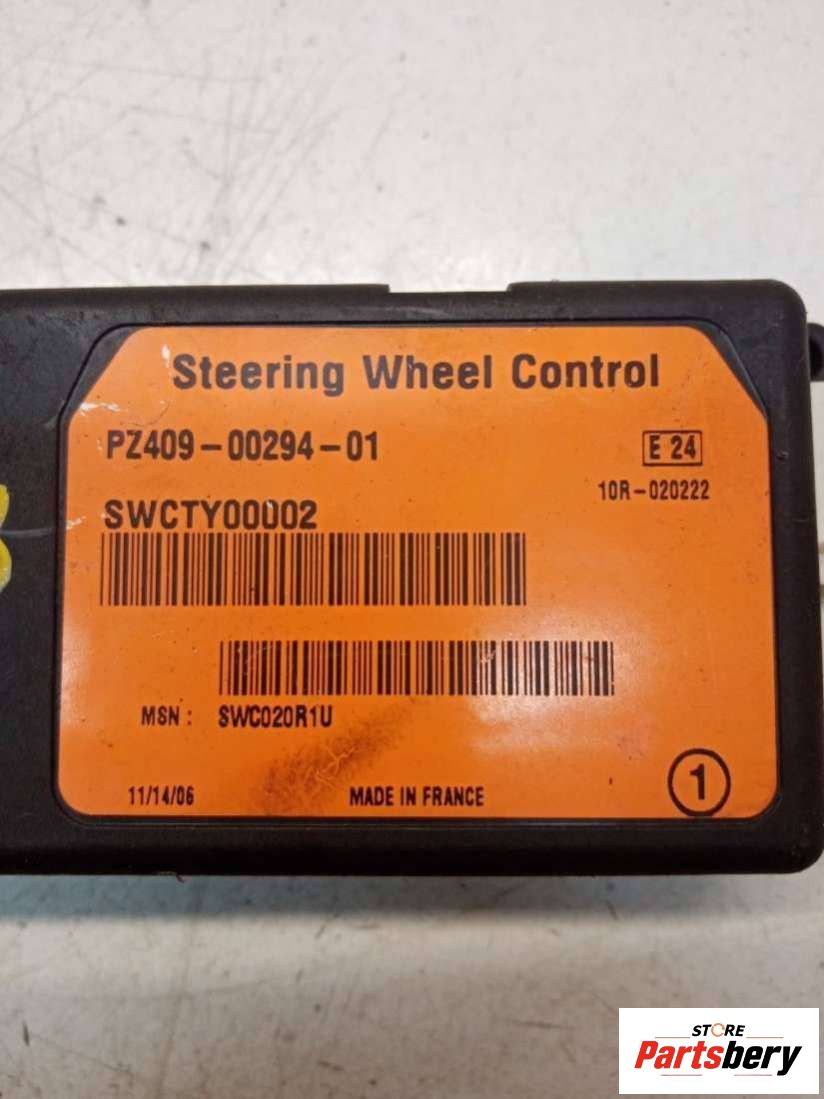 Steering Wheel Control
PZ409-00294-01
E 24
10R-020222
SWCTY00002
MSN: SWC020R1U
11/14/06
MADE IN FRANCE
1
STORE
Partsbery